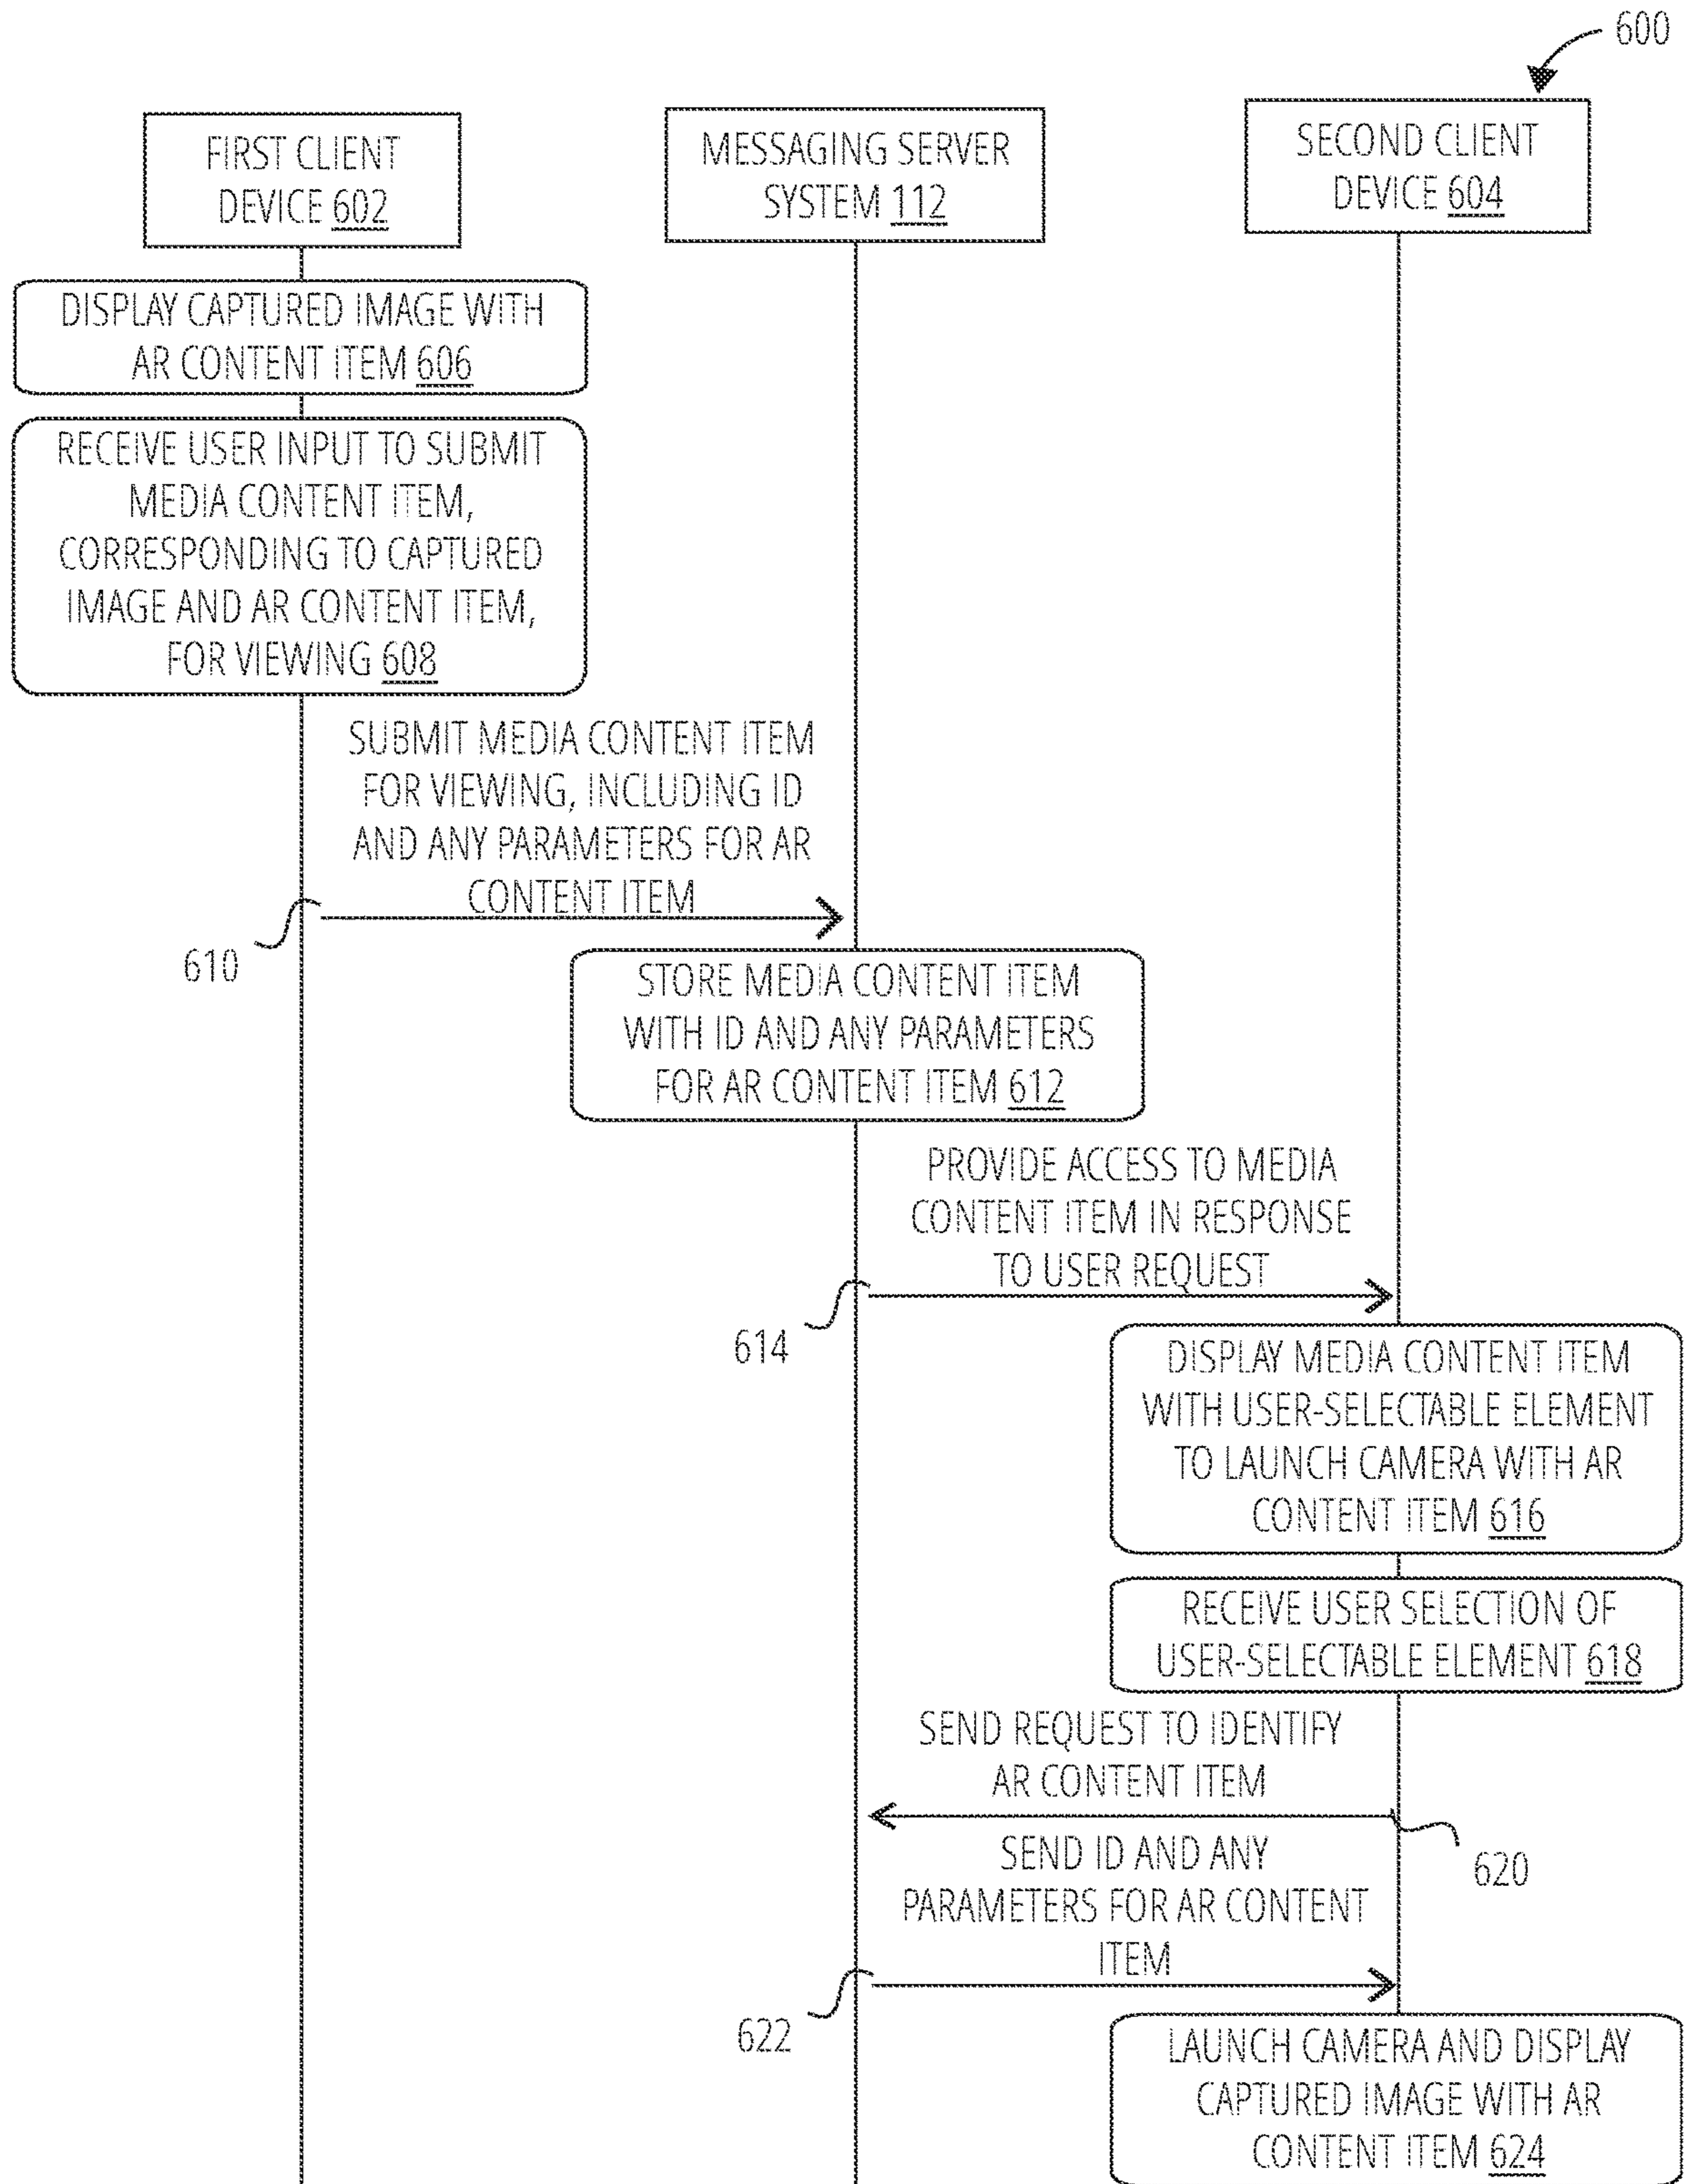 600
FIRST CLIENT
DEVICE 602
MESSAGING SERVER
SYSTEM 112
SECOND CLIENT
DEVICE 604
DISPLAY CAPTURED IMAGE WITH
AR CONTENT ITEM 606
RECEIVE USER INPUT TO SUBMIT
MEDIA CONTENT ITEM,
CORRESPONDING TO CAPTURED
IMAGE AND AR CONTENT ITEM,
FOR VIEWING 608
SUBMIT MEDIA CONTENT ITEM
FOR VIEWING, INCLUDING ID
AND ANY PARAMETERS FOR AR
CONTENT ITEM
610
STORE MEDIA CONTENT ITEM
WITH ID AND ANY PARAMETERS
FOR AR CONTENT ITEM 612
PROVIDE ACCESS TO MEDIA
CONTENT ITEM IN RESPONSE
TO USER REQUEST
614
DISPLAY MEDIA CONTENT ITEM
WITH USER-SELECTABLE ELEMENT
TO LAUNCH CAMERA WITH AR
CONTENT ITEM 616
RECEIVE USER SELECTION OF
USER-SELECTABLE ELEMENT 618
SEND REQUEST TO IDENTIFY
AR CONTENT ITEM
620
SEND ID AND ANY
PARAMETERS FOR AR CONTENT
ITEM
622
LAUNCH CAMERA AND DISPLAY
CAPTURED IMAGE WITH AR
CONTENT ITEM 624